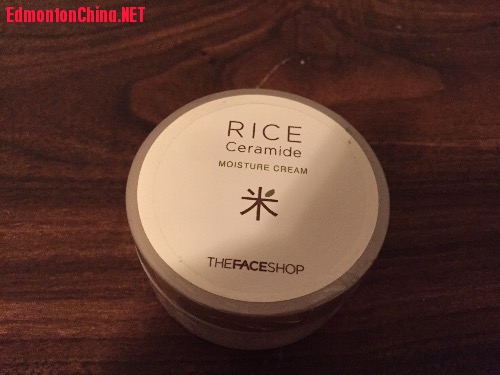 EdmontonChina.NET
RICE
Ceramide
MOISTURE CREAM
米
THEFACESHOP